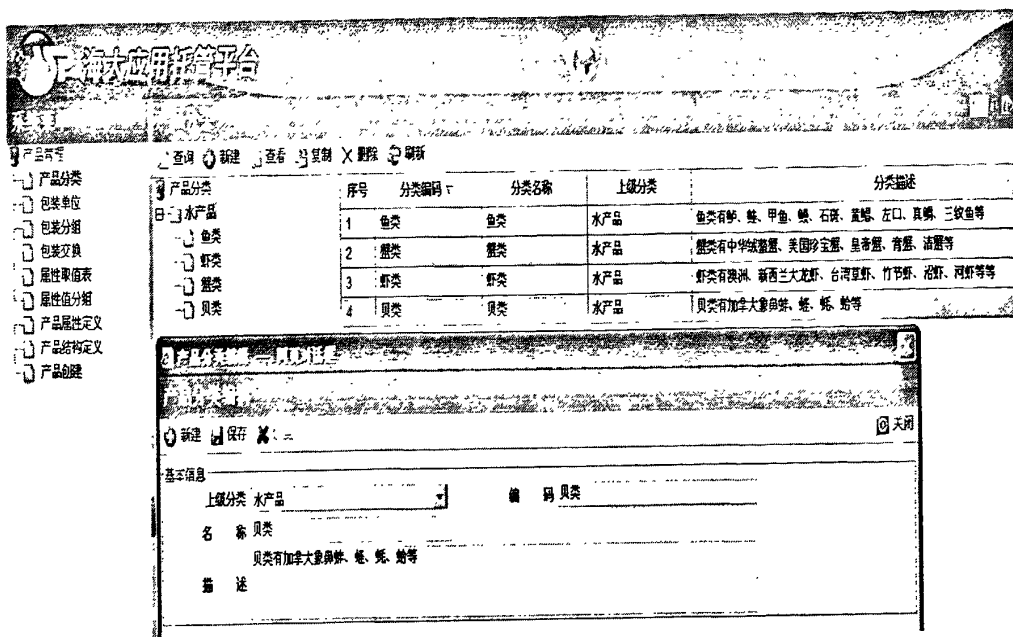 海大应用托管平台
产品管理
产品分类
包装单位
包装分组
包装交换
属性取值表
属性值分组
产品属性定义
产品结构定义
产品创建
查询 新建 查看 复制 删除 刷新
产品分类
水产品
鱼类
虾类
蟹类
贝类
序号 分类编码 分类名称 上级分类 分类描述
1 鱼类 鱼类 水产品 鱼类有鲈、鲑、甲鱼、鳗、石斑、左口、真鲷、三纹鱼等
2 蟹类 蟹类 水产品 蟹类有中华绒螯蟹、美国珍宝蟹、皇帝蟹、青蟹、洁蟹等
3 虾类 虾类 水产品 虾类有澳洲、新西兰大龙虾、台湾草虾、竹节虾、沼虾、河虾等等
4 贝类 贝类 水产品 贝类有加拿大象鼻蚌、蛏、蚝、蛤等
产品分类编辑
新建 保存
关闭
基本信息
上级分类 水产品 编 码 贝类
名 称 贝类
贝类有加拿大象鼻蚌、蛏、蚝、蛤等
描 述